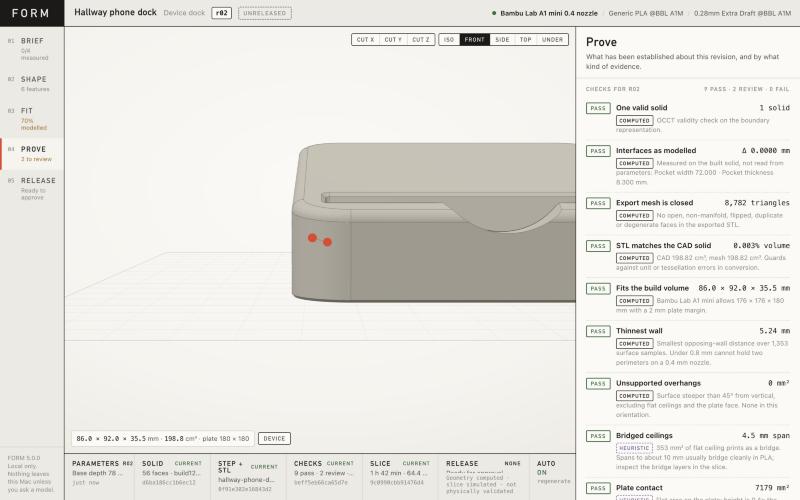 FORM
Hallway phone dock Device dock r02 UNRELEASED
Bambu Lab A1 mini 0.4 nozzle / Generic PLA @BBL A1M / 0.28mm Extra Draft @BBL A1M
01 BRIEF
0/4
measured
02 SHAPE
6 features
03 FIT
70%
modelled
04 PROVE
2 to review
05 RELEASE
Ready to
approve
FORM 5.0.0
Local only.
Nothing leaves
this Mac unless
you ask a model.
CUT X CUT Y CUT Z
ISO FRONT SIDE TOP UNDER
86.0 × 92.0 × 35.5 mm · 198.8 cm³ · plate 180 × 180
DEVICE
Prove
What has been established about this revision, and by what
kind of evidence.
CHECKS FOR R02 9 PASS · 2 REVIEW · 0 FAIL
PASS One valid solid 1 solid
COMPUTED OCCT validity check on the boundary
representation.
PASS Interfaces as modelled Δ 0.0000 mm
COMPUTED Measured on the built solid, not read from
parameters: Pocket width 72.000 · Pocket thickness
8.300 mm.
PASS Export mesh is closed 8,782 triangles
COMPUTED No open, non-manifold, flipped, duplicate
or degenerate faces in the exported STL.
PASS STL matches the CAD solid 0.003% volume
COMPUTED CAD 198.82 cm³, mesh 198.82 cm³. Guards
against unit or tessellation errors in conversion.
PASS Fits the build volume 86.0 × 92.0 × 35.5 mm
COMPUTED Bambu Lab A1 mini allows 176 × 176 × 180
mm with a 2 mm plate margin.
PASS Thinnest wall 5.24 mm
COMPUTED Smallest opposing-wall distance over 1,353
surface samples. Under 0.8 mm cannot hold two
perimeters on a 0.4 mm nozzle.
PASS Unsupported overhangs 0 mm²
COMPUTED Surface steeper than 45° from vertical,
excluding flat ceilings and the plate face. None in this
orientation.
PASS Bridged ceilings 4.5 mm span
HEURISTIC 553 mm² of flat ceiling prints as a bridge.
Spans to about 10 mm usually bridge cleanly in PLA;
inspect the bridge layers in the slice.
PASS Plate contact 7179 mm²
PARAMETERS R02
Base depth 78 …
just now
SOLID CURRENT
56 faces · build12…
d6ba186cc1b6ec12
STEP +
STL CURRENT
hallway-phone-d…
0f91e302e16843d2
CHECKS CURRENT
9 pass · 2 review ·…
beff5eb66ca65d7e
SLICE CURRENT
1 h 42 min · 64.4 …
9c0990cbb91476d4
RELEASE NONE
Ready for approval
Geometry computed ·
slice simulated · not
physically validated
AUTO
ON
regenerate